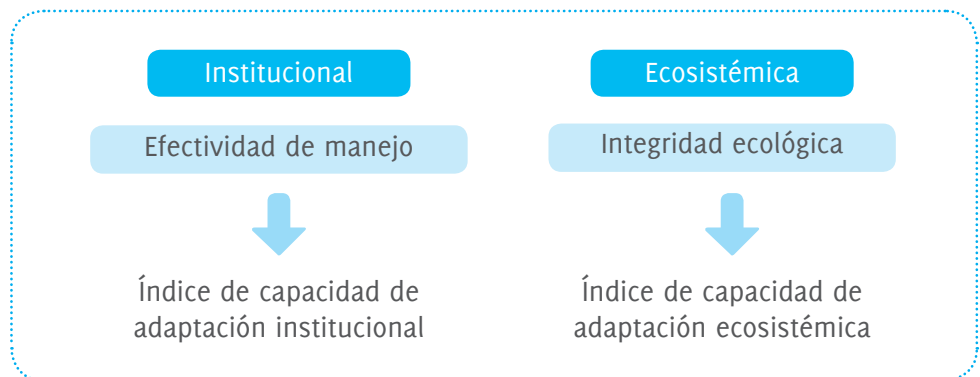 Institucional
Efectividad de manejo
Índice de capacidad de
adaptación institucional
Ecosistémica
Integridad ecológica
Índice de capacidad de
adaptación ecosistémica